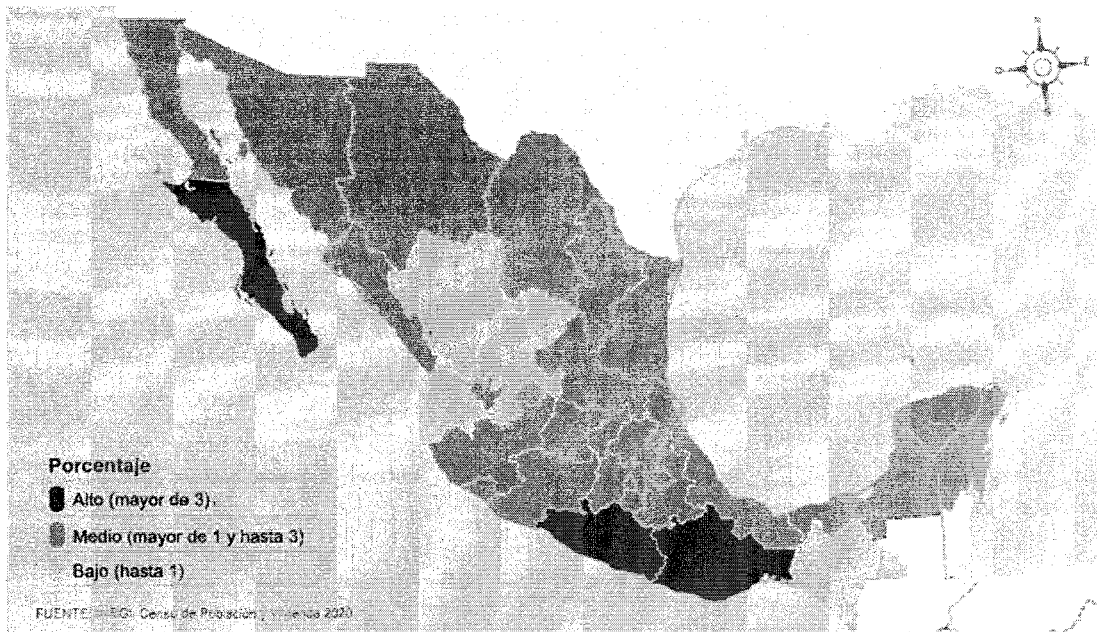 N
O E
S
Porcentaje
Alto (mayor de 3).
Medio (mayor de 1 y hasta 3)
Bajo (hasta 1)
FUENTE: Censo de Población 2020